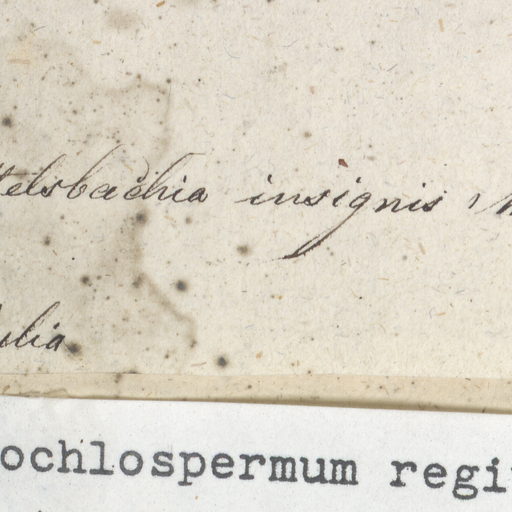 telsbachia insignis M
ulia
ochlospermum regi